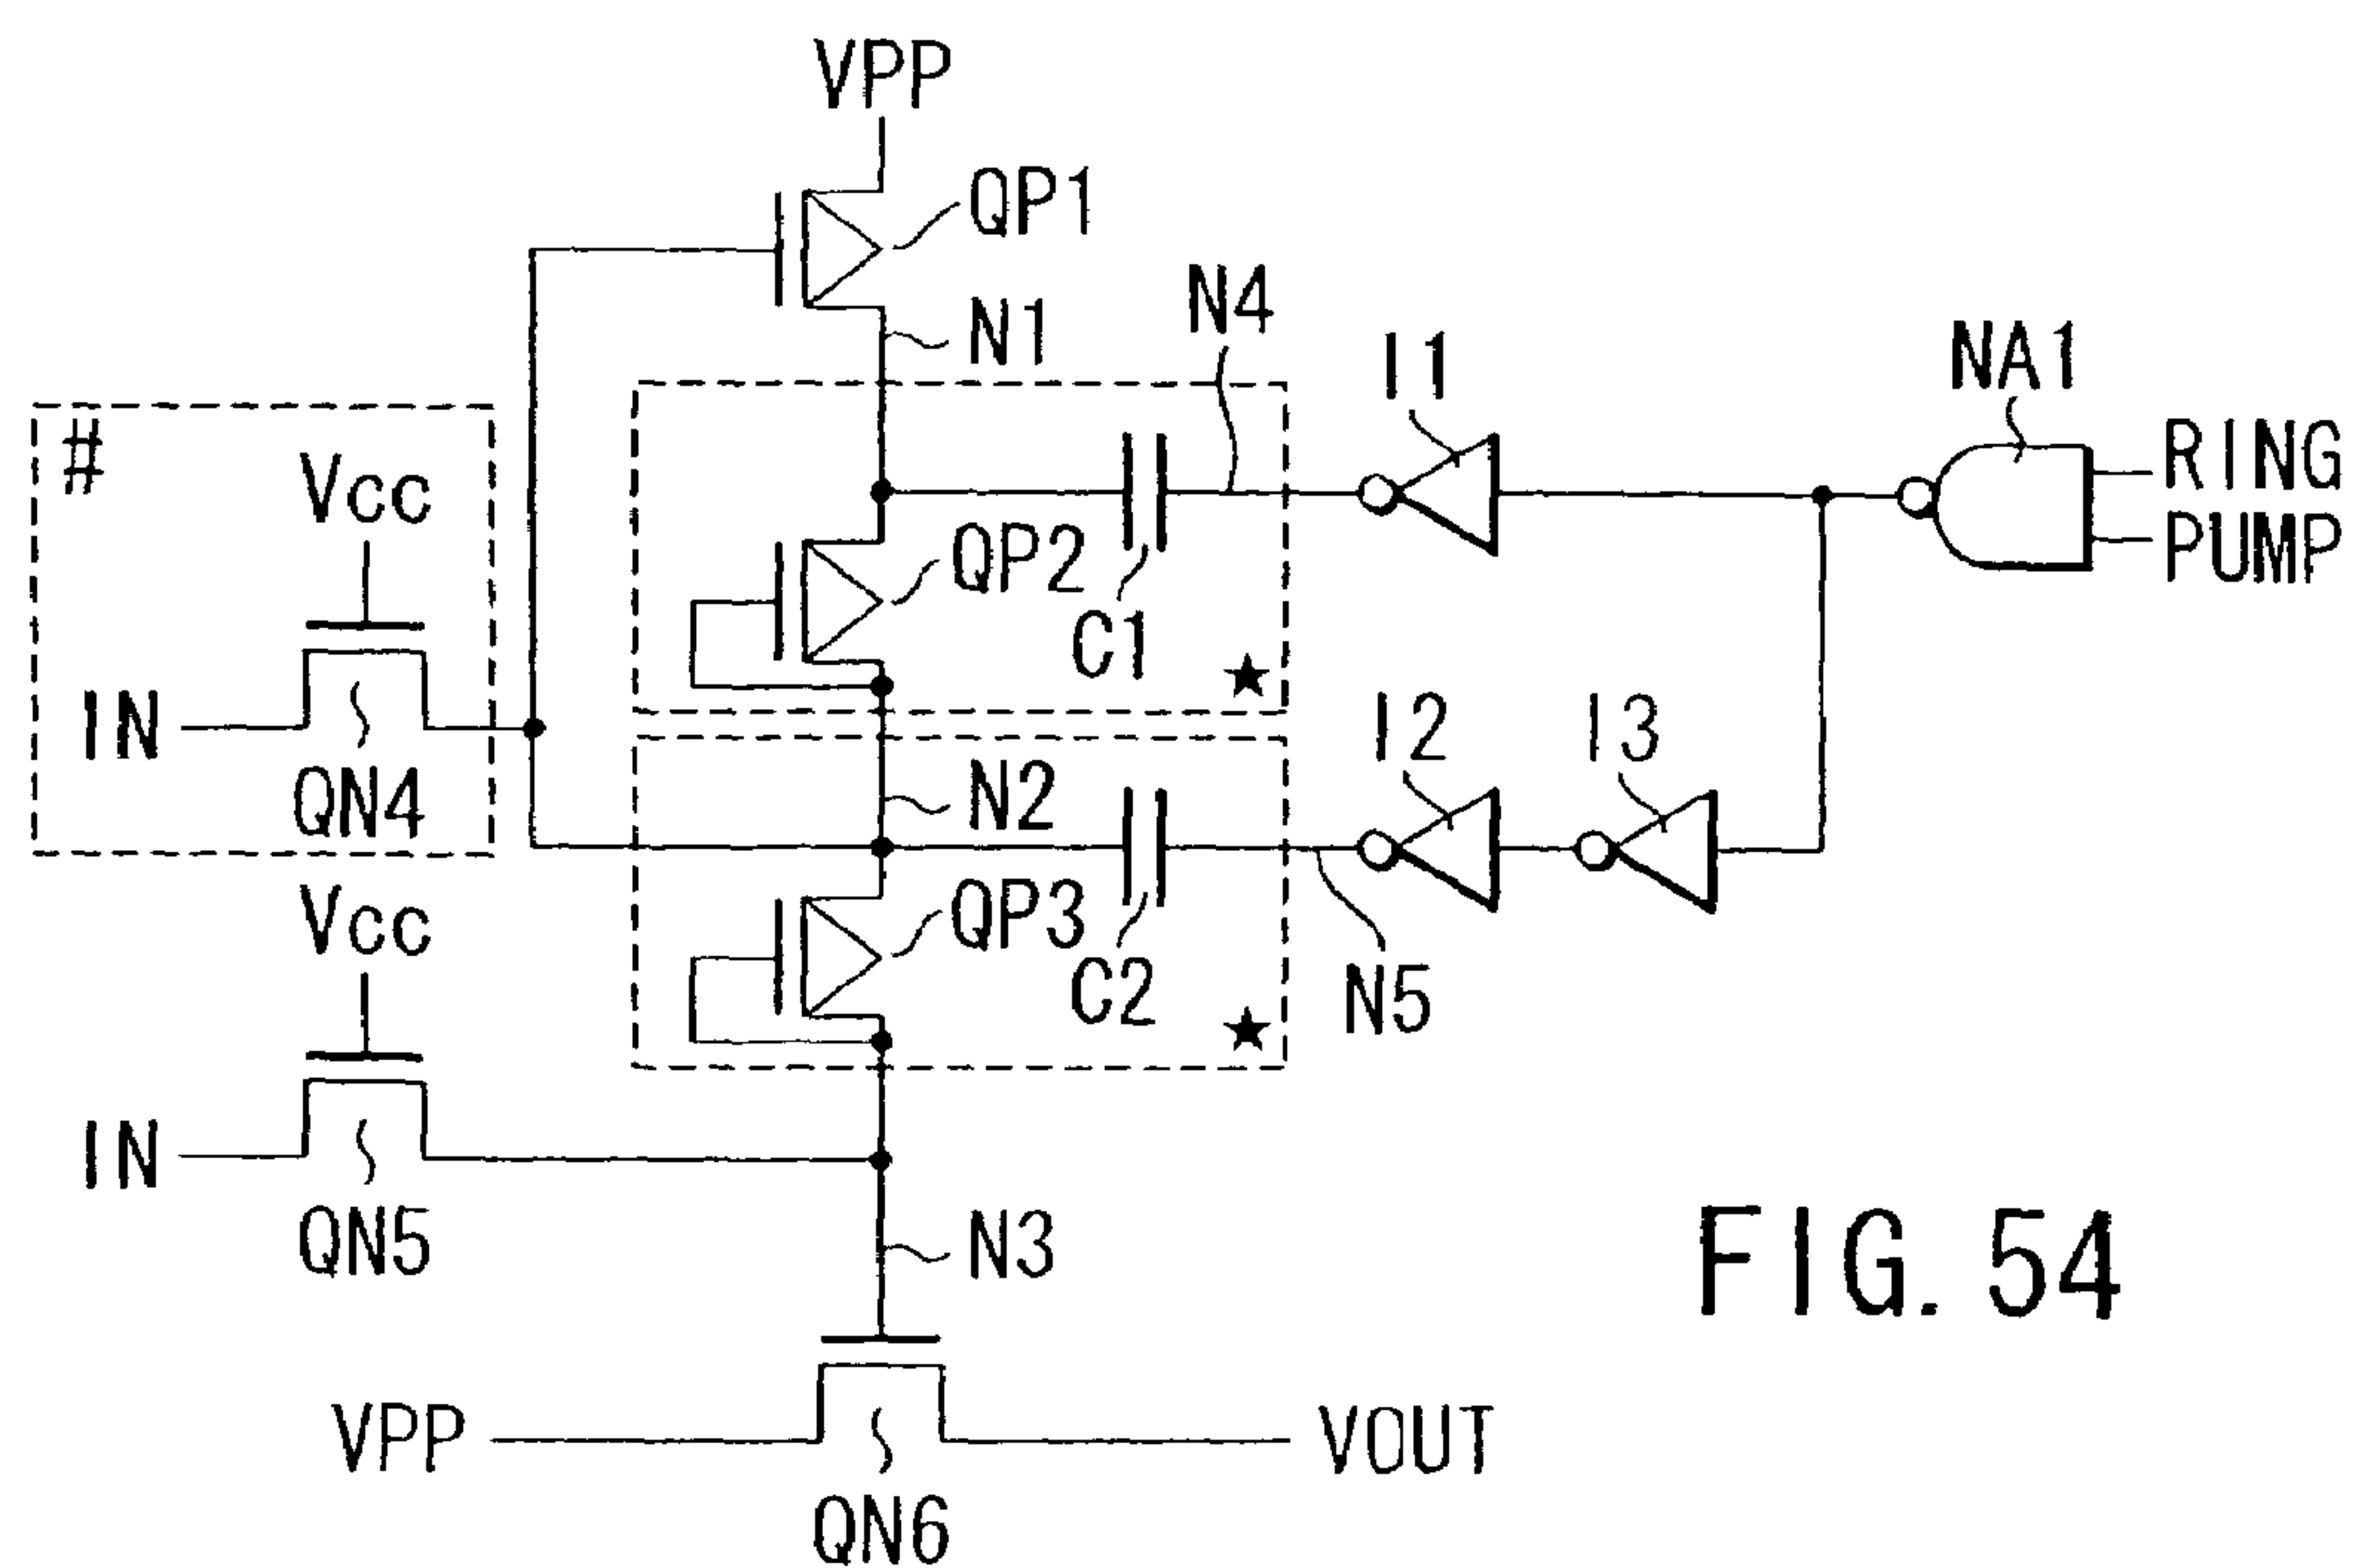 VPP
QP1
N1
N4
I1
NA1
RING
PUMP
#
Vcc
QP2
C1
★
IN
QN4
N2
I2
I3
Vcc
QP3
C2
★
N5
IN
QN5
N3
FIG. 54
VPP
VOUT
QN6